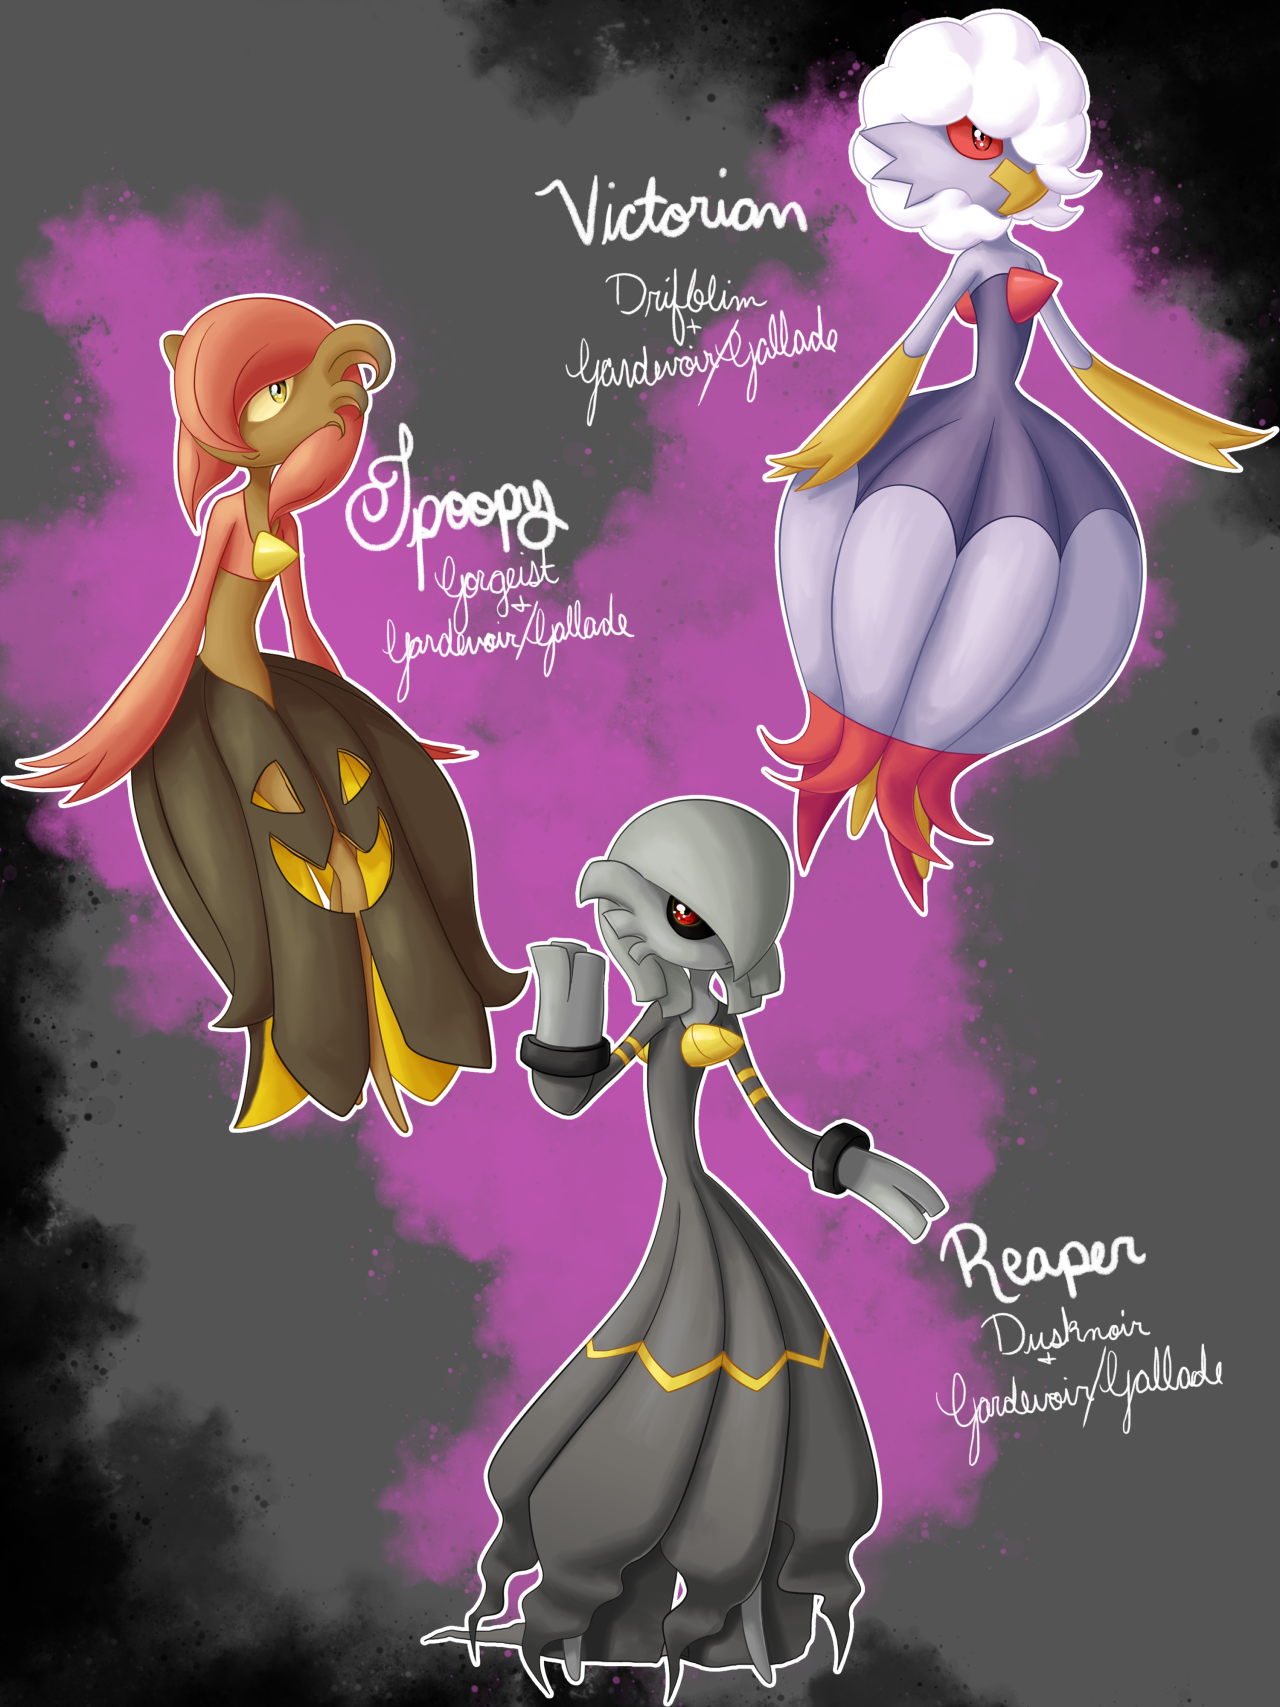 Victorian
Drifblim
+
Gardevoir/Gallade
Spoopy
Gorgeist
+
Gardevoir/Gallade
Reaper
Dusknoir
+
Gardevoir/Gallade